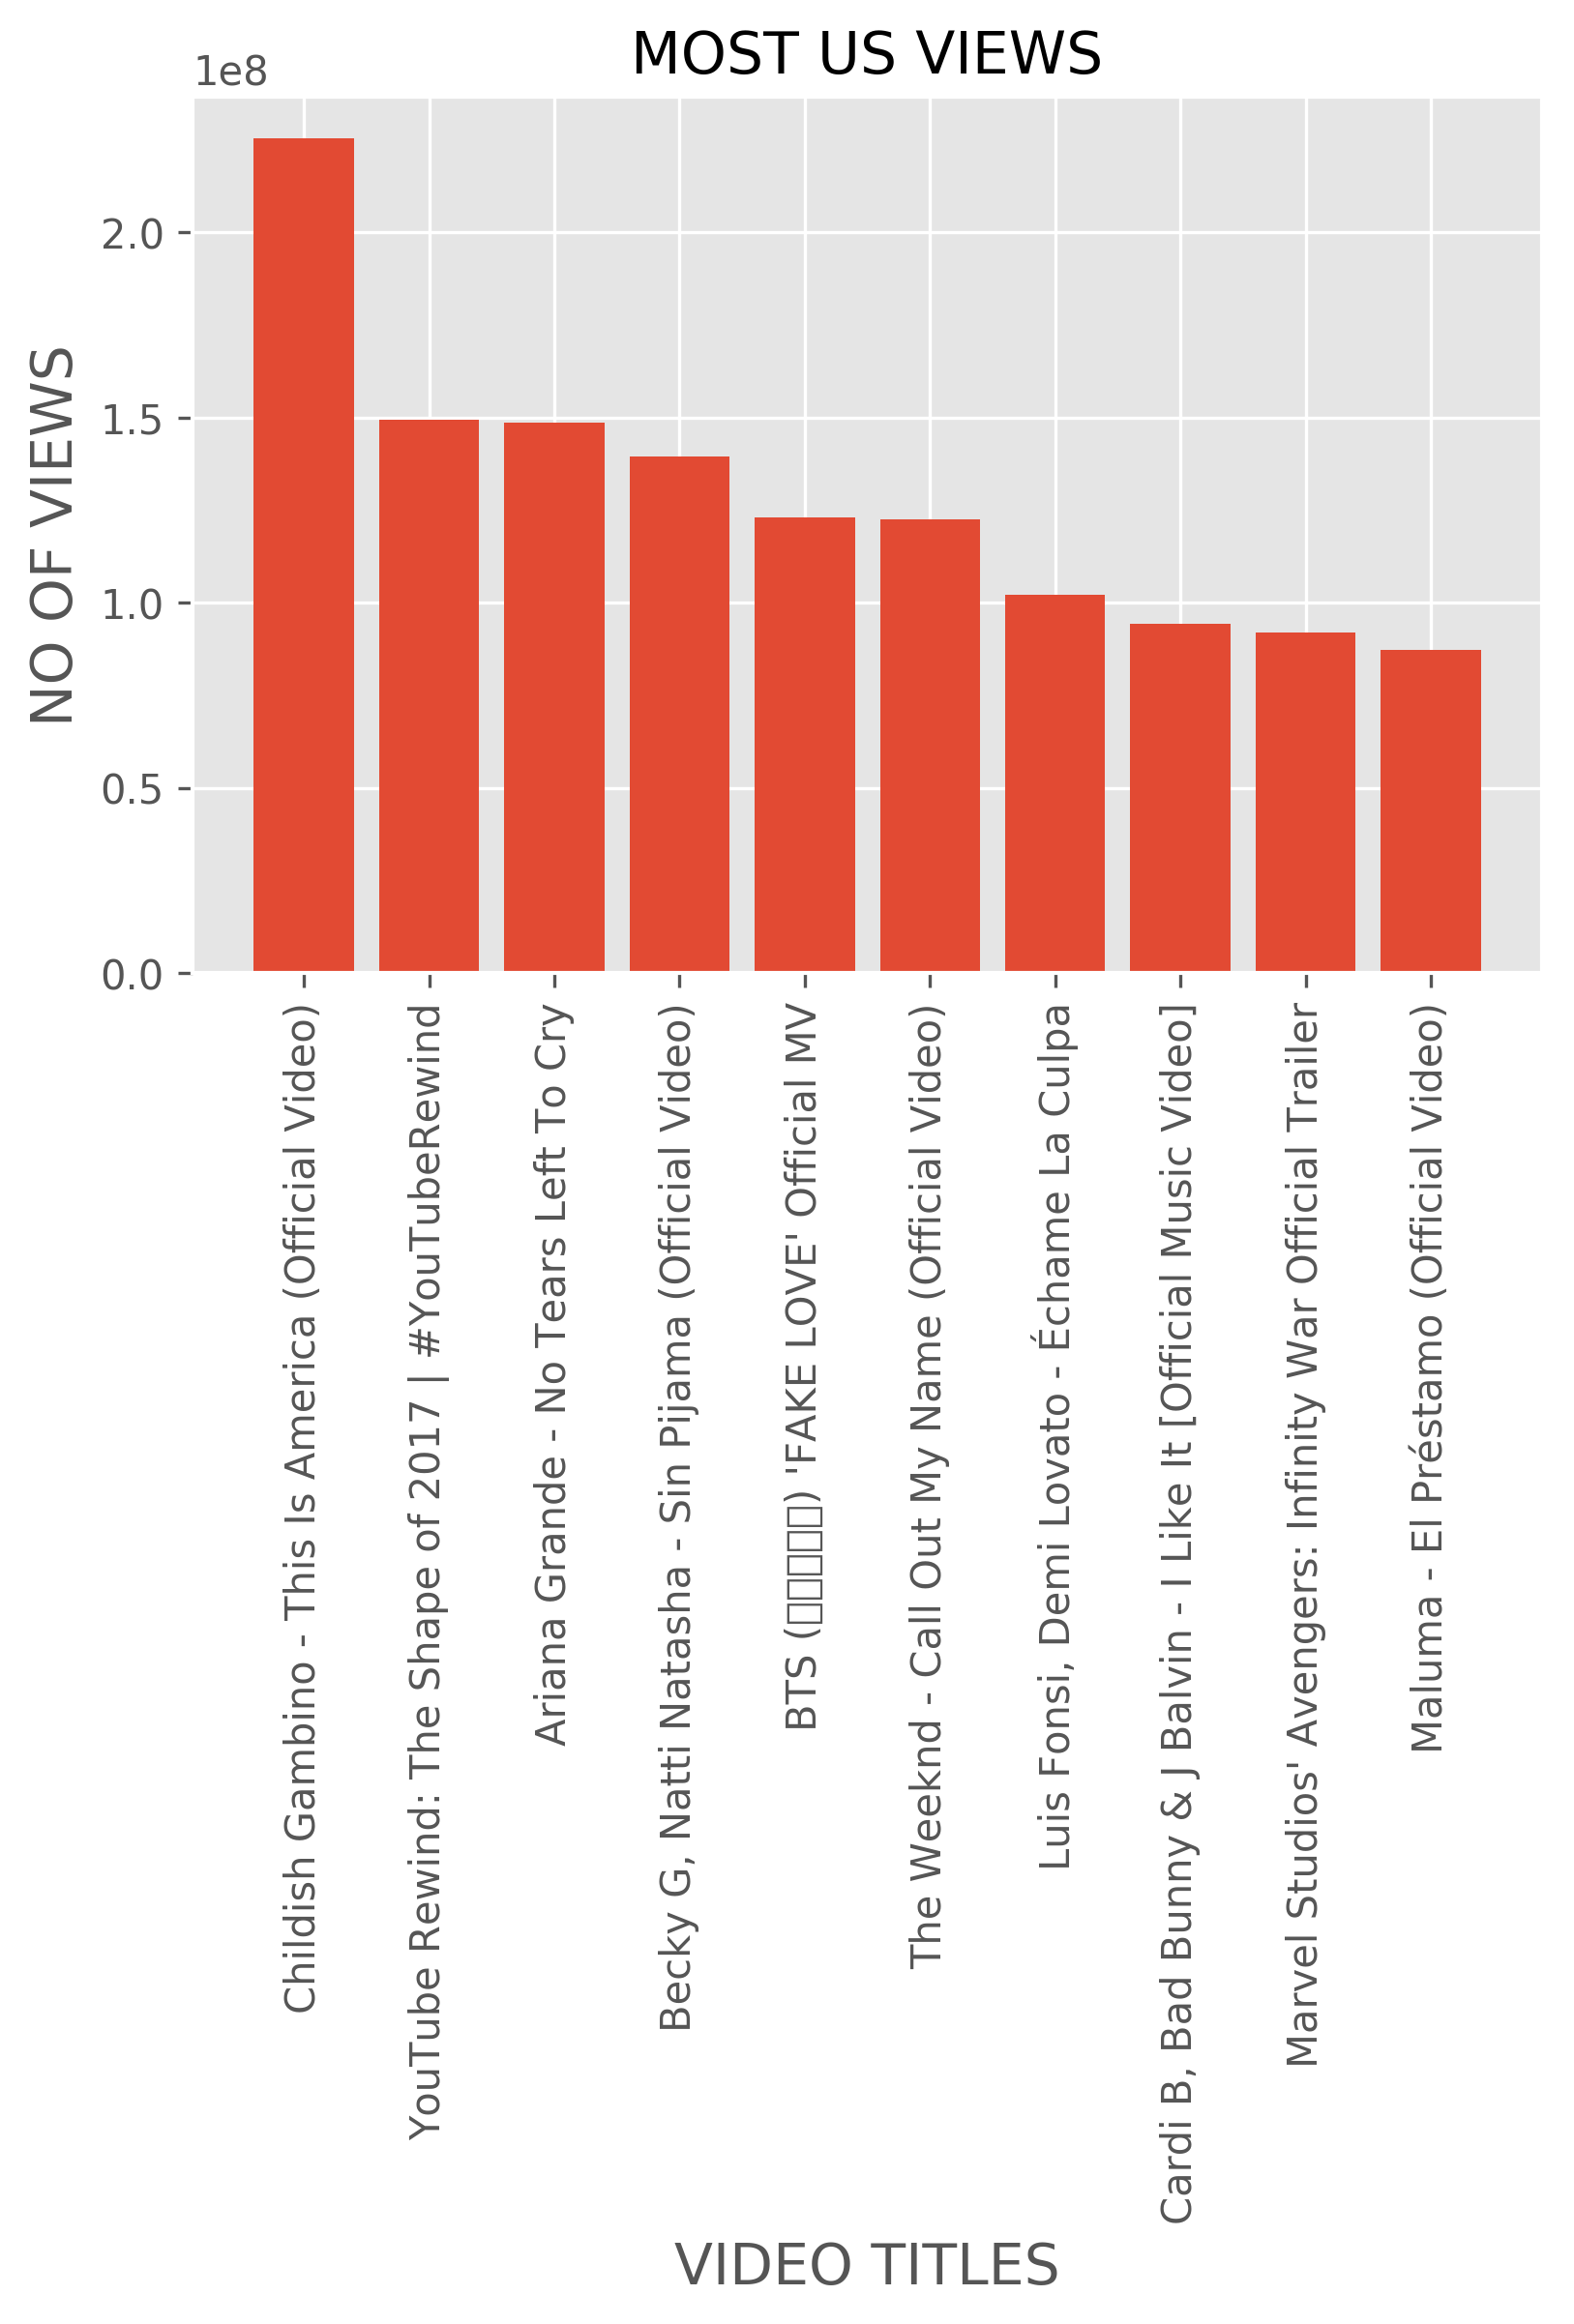 MOST US VIEWS
1e8
2.0
1.5
1.0
0.5
0.0
NO OF VIEWS
Childish Gambino - This Is America (Official Video)
YouTube Rewind: The Shape of 2017 | #YouTubeRewind
Ariana Grande - No Tears Left To Cry
Becky G, Natti Natasha - Sin Pijama (Official Video)
BTS (□□□□□) 'FAKE LOVE' Official MV
The Weeknd - Call Out My Name (Official Video)
Luis Fonsi, Demi Lovato - Échame La Culpa
Cardi B, Bad Bunny & J Balvin - I Like It [Official Music Video]
Marvel Studios' Avengers: Infinity War Official Trailer
Maluma - El Préstamo (Official Video)
VIDEO TITLES